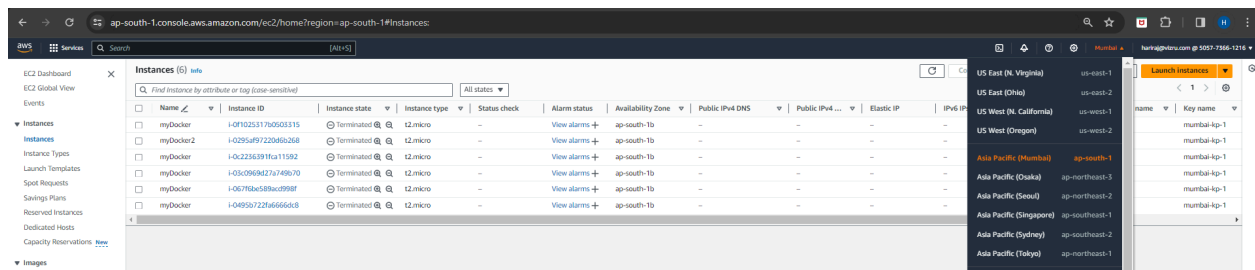 ap-south-1.console.aws.amazon.com/ec2/home?region=ap-south-1#Instances:
H
aws Services Search [Alt+S] Mumbai hariraj@vizru.com @ 5057-7366-1216
EC2 Dashboard
EC2 Global View
Events
Instances
Instances
Instance Types
Launch Templates
Spot Requests
Savings Plans
Reserved Instances
Dedicated Hosts
Capacity Reservations New
Images
Instances (6) Info
Co
Launch instances
Find Instance by attribute or tag (case-sensitive) All states 1
Name Instance ID Instance state Instance type Status check Alarm status Availability Zone Public IPv4 DNS Public IPv4 ... Elastic IP IPv6 IPs name Key name
myDocker i-0f1025317b0503315 Terminated t2.micro – View alarms + ap-south-1b – – – – mumbai-kp-1
myDocker2 i-0295af97220d6b268 Terminated t2.micro – View alarms + ap-south-1b – – – – mumbai-kp-1
myDocker i-0c2236391fca11592 Terminated t2.micro – View alarms + ap-south-1b – – – – mumbai-kp-1
myDocker i-03c0969d27a749b70 Terminated t2.micro – View alarms + ap-south-1b – – – – mumbai-kp-1
myDocker i-067f6be589acd998f Terminated t2.micro – View alarms + ap-south-1b – – – – mumbai-kp-1
myDocker i-0495b722fa6666dc8 Terminated t2.micro – View alarms + ap-south-1b – – – – mumbai-kp-1
US East (N. Virginia) us-east-1
US East (Ohio) us-east-2
US West (N. California) us-west-1
US West (Oregon) us-west-2
Asia Pacific (Mumbai) ap-south-1
Asia Pacific (Osaka) ap-northeast-3
Asia Pacific (Seoul) ap-northeast-2
Asia Pacific (Singapore) ap-southeast-1
Asia Pacific (Sydney) ap-southeast-2
Asia Pacific (Tokyo) ap-northeast-1